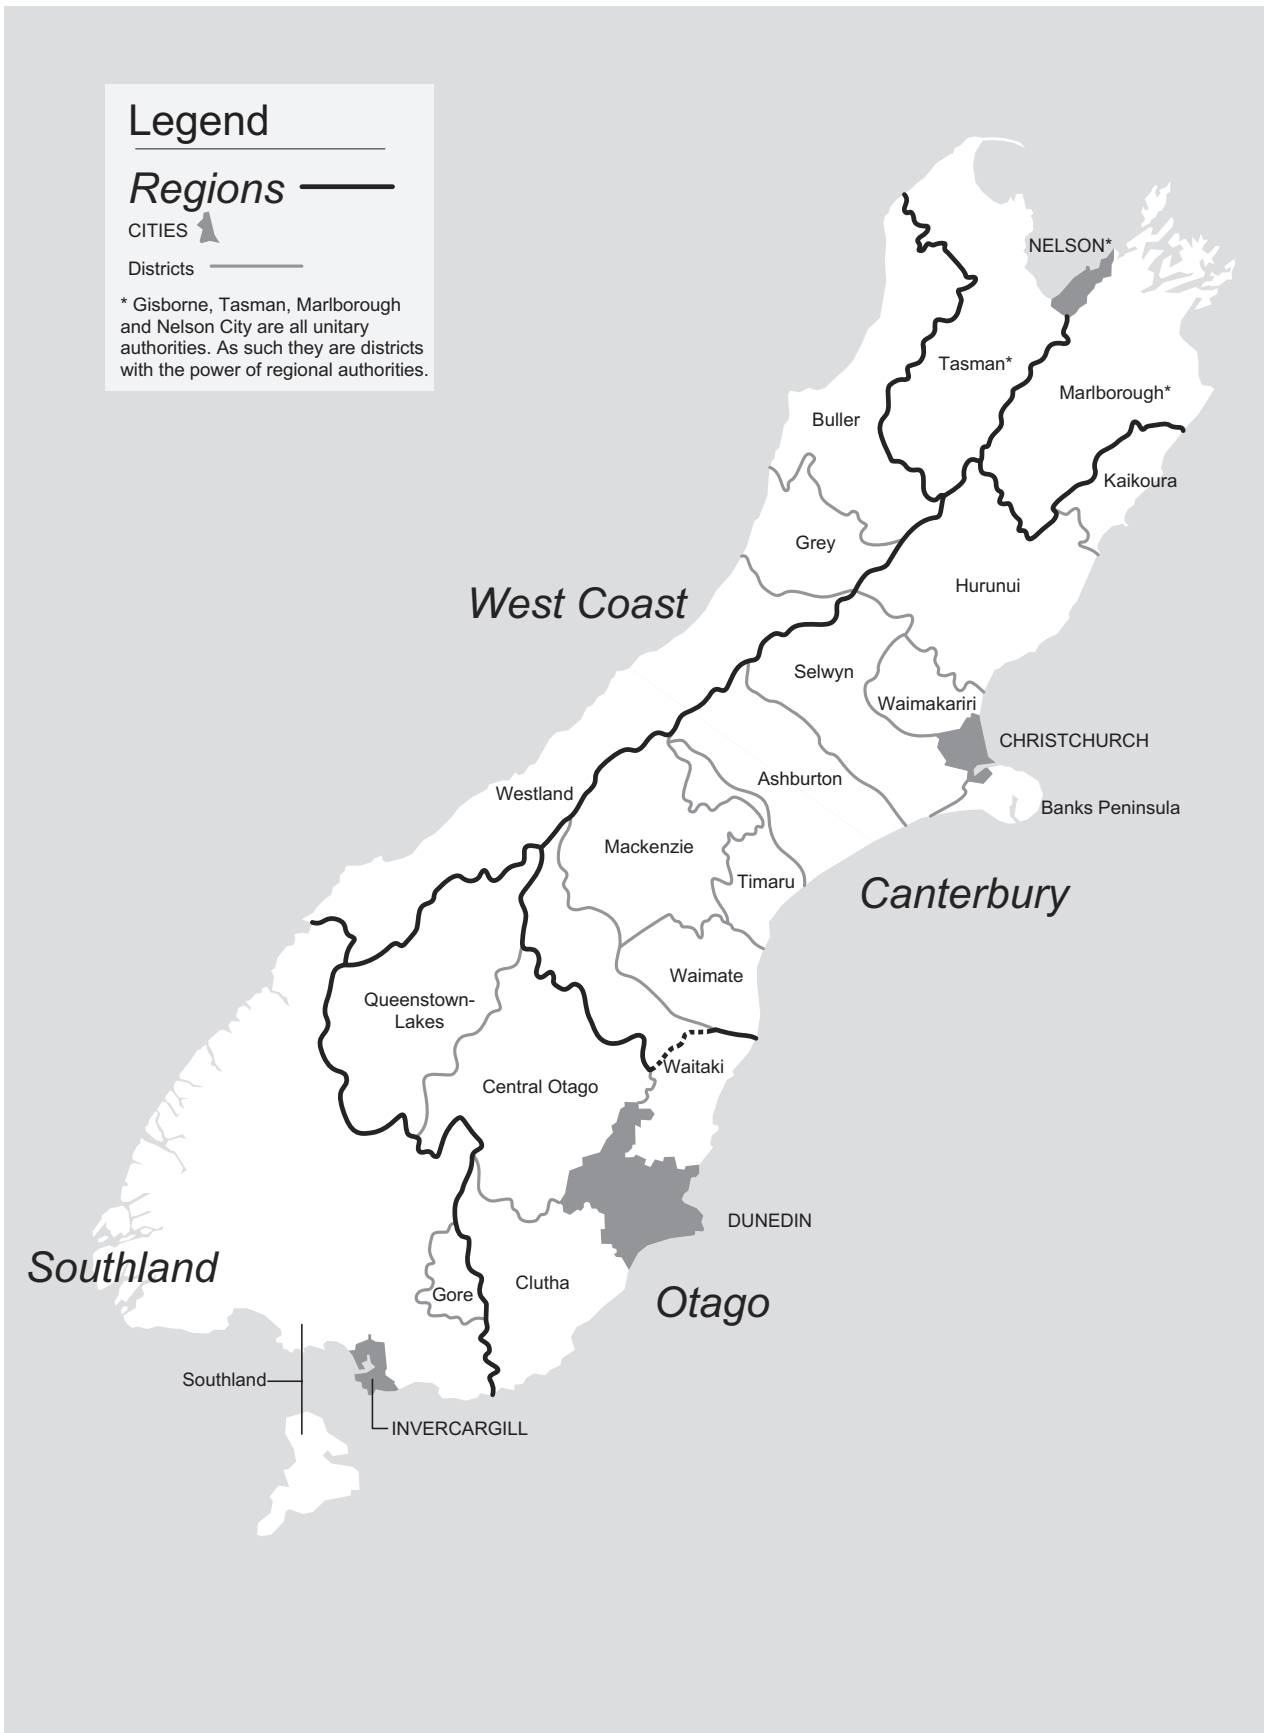 Legend
Regions
CITIES
Districts
* Gisborne, Tasman, Marlborough
and Nelson City are all unitary
authorities. As such they are districts
with the power of regional authorities.
NELSON*
Tasman*
Marlborough*
Buller
Kaikoura
Grey
Hurunui
West Coast
Selwyn
Waimakariri
CHRISTCHURCH
Ashburton
Westland
Banks Peninsula
Mackenzie
Timaru
Canterbury
Waimate
Queenstown-
Lakes
Waitaki
Central Otago
DUNEDIN
Southland
Clutha
Gore
Otago
Southland
INVERCARGILL